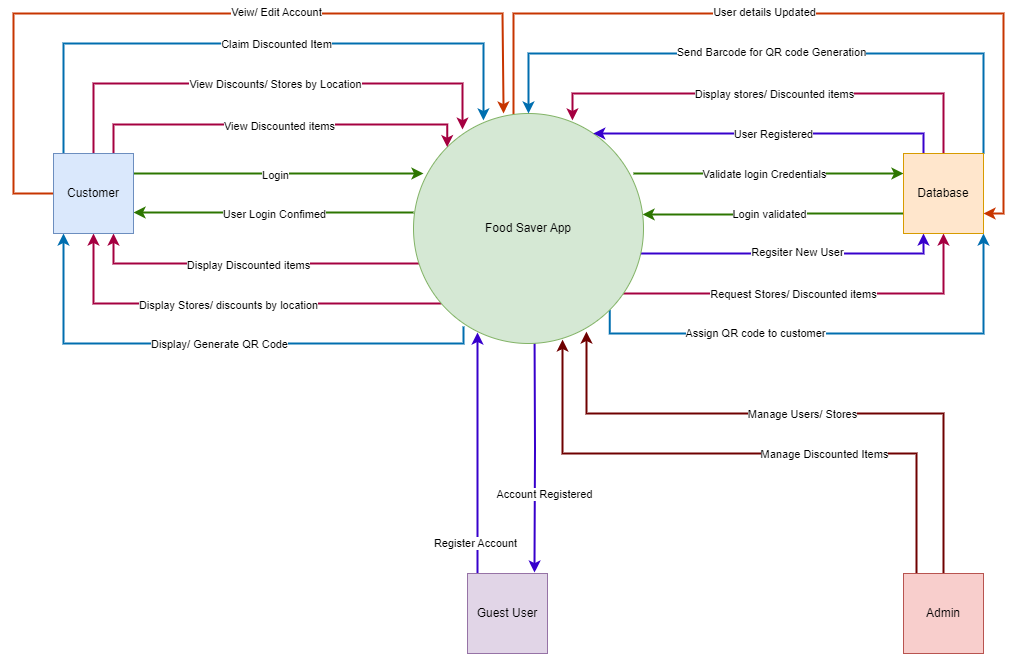 Veiw/ Edit Account
User details Updated
Claim Discounted Item
Send Barcode for QR code Generation
View Discounts/ Stores by Location
Display stores/ Discounted items
View Discounted items
User Registered
Login
Validate login Credentials
Customer
Database
User Login Confimed
Login validated
Food Saver App
Regsiter New User
Display Discounted items
Request Stores/ Discounted items
Display Stores/ discounts by location
Assign QR code to customer
Display/ Generate QR Code
Manage Users/ Stores
Manage Discounted Items
Account Registered
Register Account
Guest User
Admin